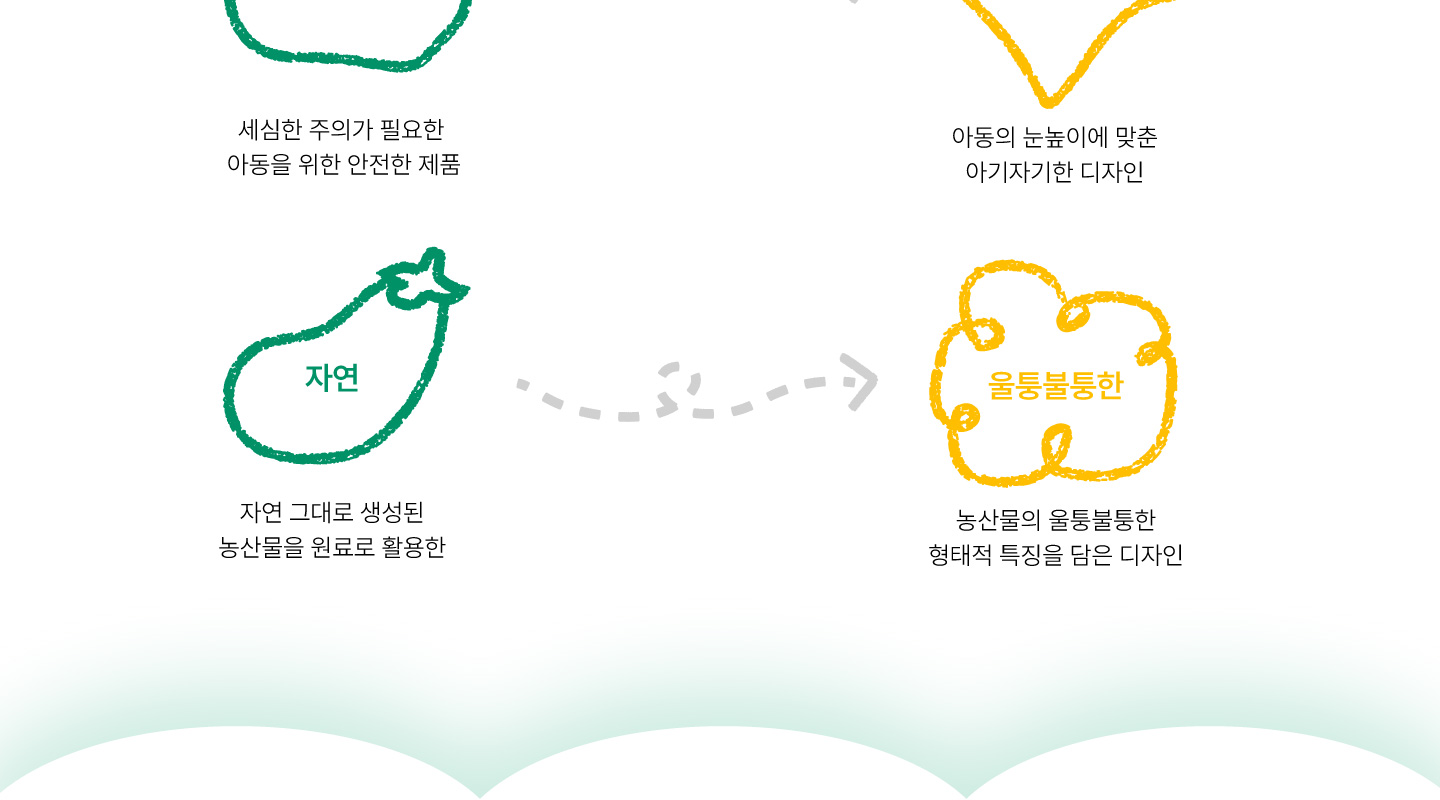 세심한 주의가 필요한
아동을 위한 안전한 제품
아동의 눈높이에 맞춘
아기자기한 디자인
자연
울퉁불퉁한
자연 그대로 생성된
농산물을 원료로 활용한
농산물의 울퉁불퉁한
형태적 특징을 담은 디자인